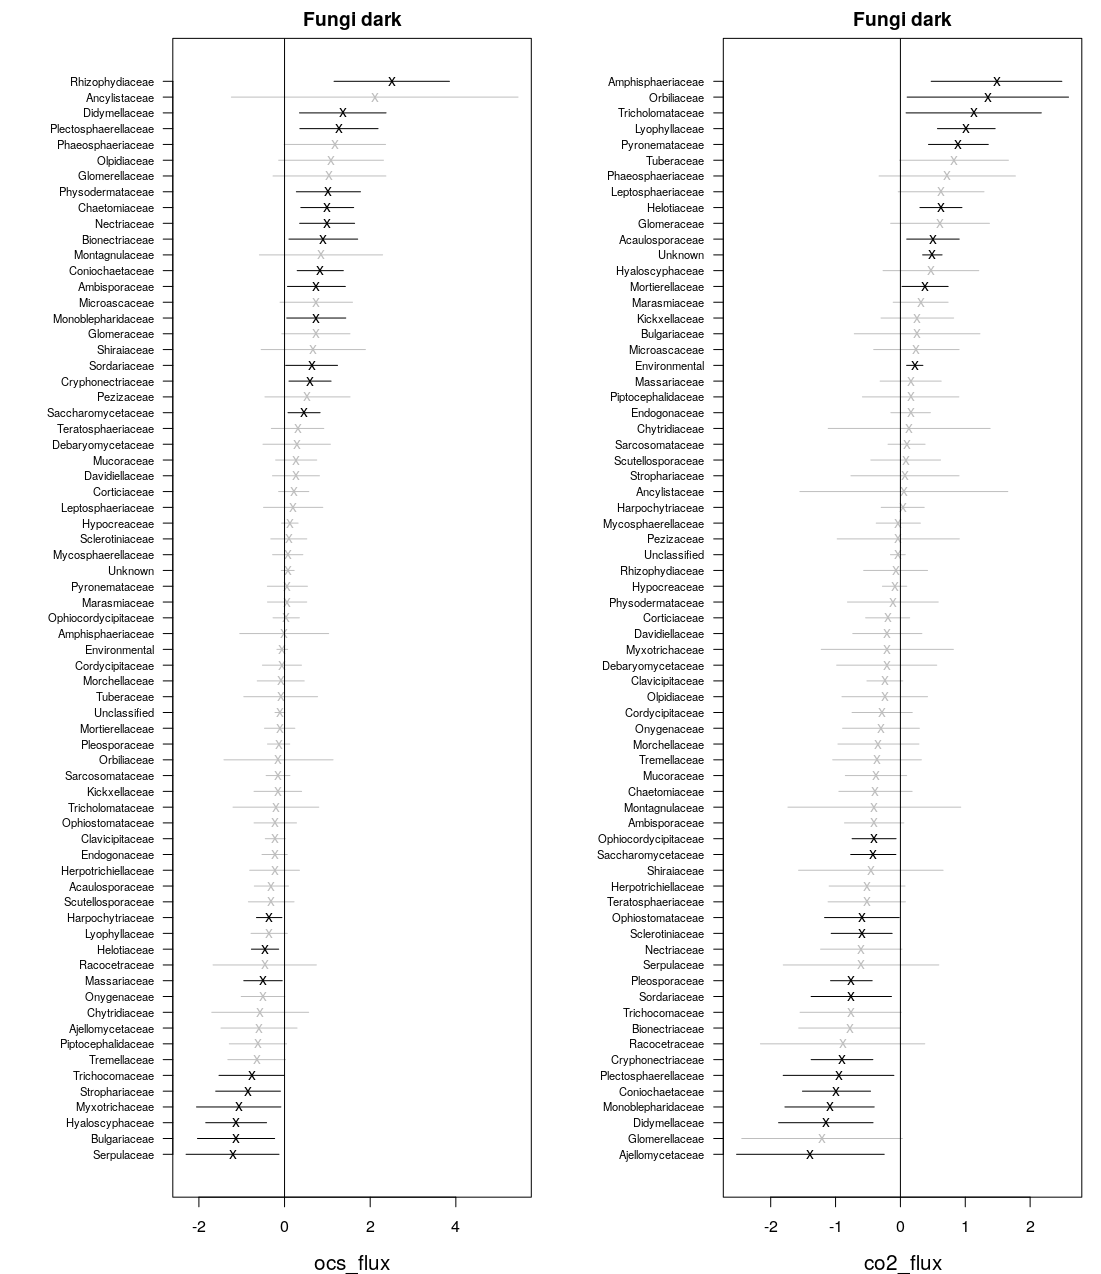 Fungi dark
Rhizophydiaceae
Ancylistaceae
Didymellaceae
Plectosphaerellaceae
Phaeosphaeriaceae
Olpidiaceae
Glomerellaceae
Physodermataceae
Chaetomiaceae
Nectriaceae
Bionectriaceae
Montagnulaceae
Coniochaetaceae
Ambisporaceae
Microascaceae
Monoblepharidaceae
Glomeraceae
Shiraiaceae
Sordariaceae
Cryphonectriaceae
Pezizaceae
Saccharomycetaceae
Teratosphaeriaceae
Debaryomycetaceae
Mucoraceae
Davidiellaceae
Corticiaceae
Leptosphaeriaceae
Hypocreaceae
Sclerotiniaceae
Mycosphaerellaceae
Unknown
Pyronemataceae
Marasmiaceae
Ophiocordycipitaceae
Amphisphaeriaceae
Environmental
Cordycipitaceae
Morchellaceae
Tuberaceae
Unclassified
Mortierellaceae
Pleosporaceae
Orbiliaceae
Sarcosomataceae
Kickxellaceae
Tricholomataceae
Ophiostomataceae
Clavicipitaceae
Endogonaceae
Herpotrichiellaceae
Acaulosporaceae
Scutellosporaceae
Harpochytriaceae
Lyophyllaceae
Helotiaceae
Racocetraceae
Massariaceae
Onygenaceae
Chytridiaceae
Ajellomycetaceae
Piptocephalidaceae
Tremellaceae
Trichocomaceae
Strophariaceae
Myxotrichaceae
Hyaloscyphaceae
Bulgariaceae
Serpulaceae
-2 0 2 4
ocs_flux
Fungi dark
Amphisphaeriaceae
Orbiliaceae
Tricholomataceae
Lyophyllaceae
Pyronemataceae
Tuberaceae
Phaeosphaeriaceae
Leptosphaeriaceae
Helotiaceae
Glomeraceae
Acaulosporaceae
Unknown
Hyaloscyphaceae
Mortierellaceae
Marasmiaceae
Kickxellaceae
Bulgariaceae
Microascaceae
Environmental
Massariaceae
Piptocephalidaceae
Endogonaceae
Chytridiaceae
Sarcosomataceae
Scutellosporaceae
Strophariaceae
Ancylistaceae
Harpochytriaceae
Mycosphaerellaceae
Pezizaceae
Unclassified
Rhizophydiaceae
Hypocreaceae
Physodermataceae
Corticiaceae
Davidiellaceae
Myxotrichaceae
Debaryomycetaceae
Clavicipitaceae
Olpidiaceae
Cordycipitaceae
Onygenaceae
Morchellaceae
Tremellaceae
Mucoraceae
Chaetomiaceae
Montagnulaceae
Ambisporaceae
Ophiocordycipitaceae
Saccharomycetaceae
Shiraiaceae
Herpotrichiellaceae
Teratosphaeriaceae
Ophiostomataceae
Sclerotiniaceae
Nectriaceae
Serpulaceae
Pleosporaceae
Sordariaceae
Trichocomaceae
Bionectriaceae
Racocetraceae
Cryphonectriaceae
Plectosphaerellaceae
Coniochaetaceae
Monoblepharidaceae
Didymellaceae
Glomerellaceae
Ajellomycetaceae
-2 -1 0 1 2
co2_flux